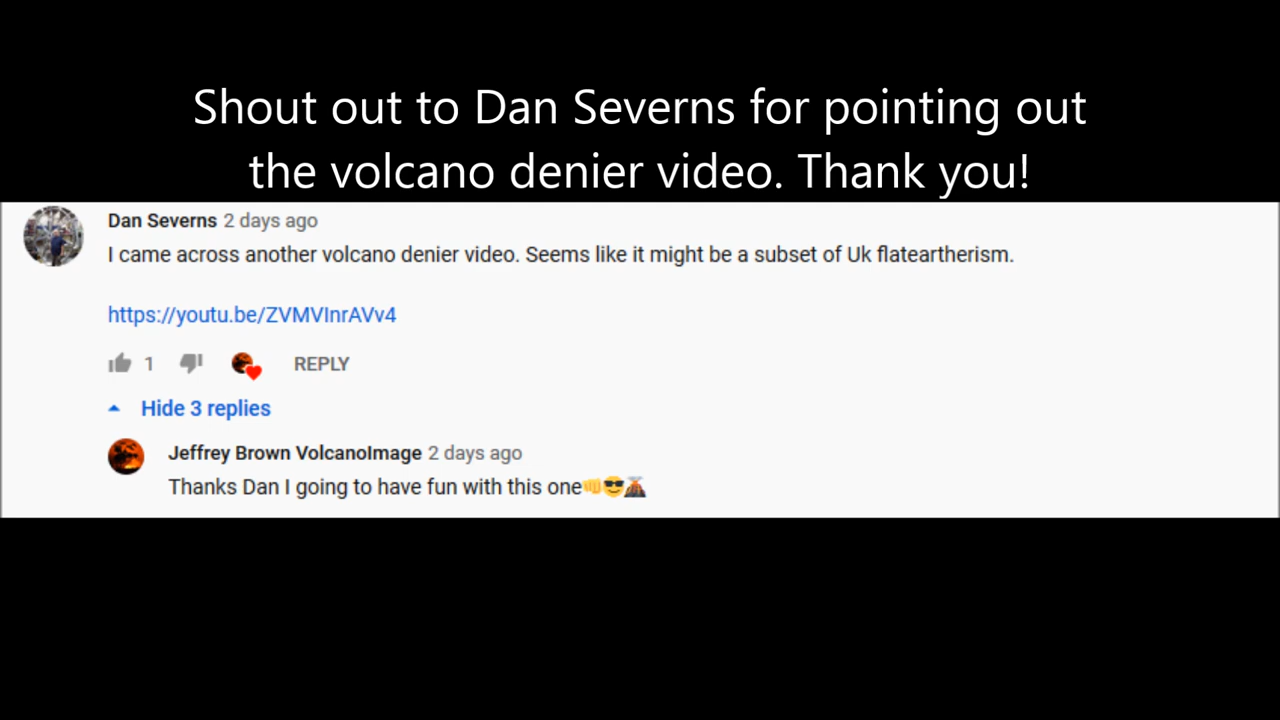 Shout out to Dan Severns for pointing out
the volcano denier video. Thank you!
Dan Severns 2 days ago
I came across another volcano denier video. Seems like it might be a subset of Uk flateartherism.
https://youtu.be/ZVMVInrAVv4
1 REPLY
Hide 3 replies
Jeffrey Brown VolcanoImage 2 days ago
Thanks Dan I going to have fun with this one👊😎🌋